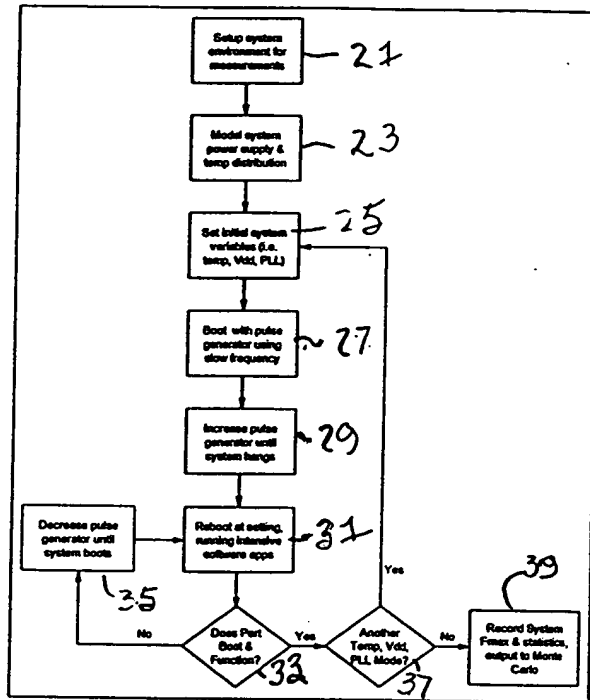 Setup system
environment for
measurements
21
Model system
power supply &
temp distribution
23
Set initial system
variables (i.e.
temp, Vdd, PLL)
25
Boot with pulse
generator using
slow frequency
27
Increase pulse
generator until
system hangs
29
Decrease pulse
generator until
system boots
35
Reboot at setting,
running intensive
software apps
31
Yes
No
Does Part
Boot &
Function?
33
Yes
Another
Temp, Vdd,
PLL Mode?
37
No
39
Record System
Fmax & statistics,
output to Monte
Carlo